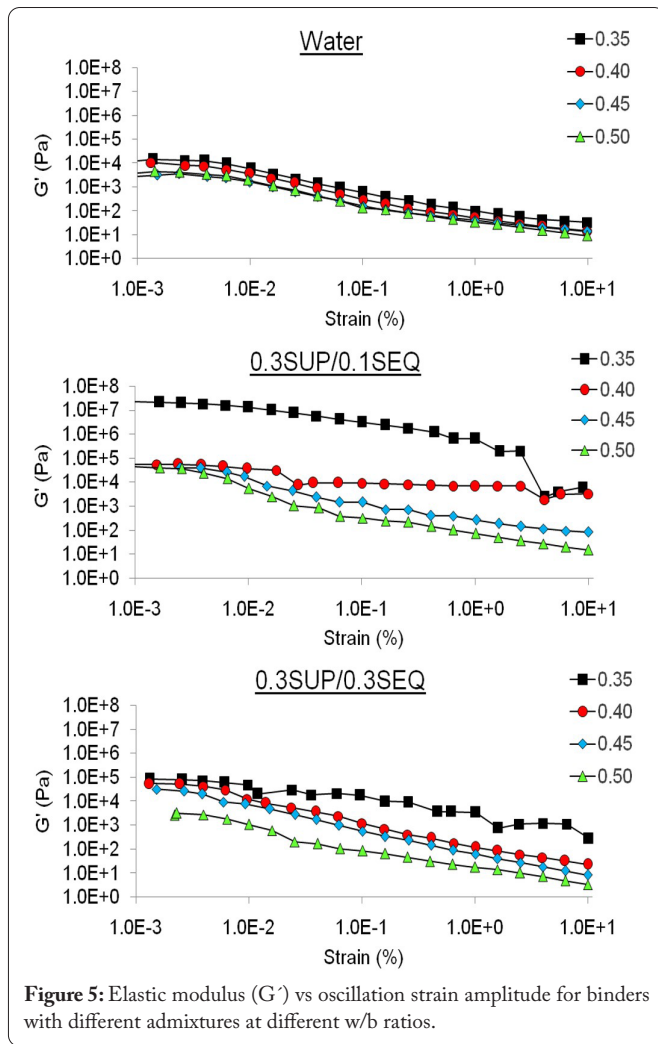 Water
0.35
0.40
0.45
0.50
G' (Pa)
1.0E+8
1.0E+7
1.0E+6
1.0E+5
1.0E+4
1.0E+3
1.0E+2
1.0E+1
1.0E+0
1.0E-3 1.0E-2 1.0E-1 1.0E+0 1.0E+1
Strain (%)
0.3SUP/0.1SEQ
0.35
0.40
0.45
0.50
G' (Pa)
1.0E+8
1.0E+7
1.0E+6
1.0E+5
1.0E+4
1.0E+3
1.0E+2
1.0E+1
1.0E+0
1.0E-3 1.0E-2 1.0E-1 1.0E+0 1.0E+1
Strain (%)
0.3SUP/0.3SEQ
0.35
0.40
0.45
0.50
G' (Pa)
1.0E+8
1.0E+7
1.0E+6
1.0E+5
1.0E+4
1.0E+3
1.0E+2
1.0E+1
1.0E+0
1.0E-3 1.0E-2 1.0E-1 1.0E+0 1.0E+1
Strain (%)
Figure 5: Elastic modulus (G´) vs oscillation strain amplitude for binders
with different admixtures at different w/b ratios.